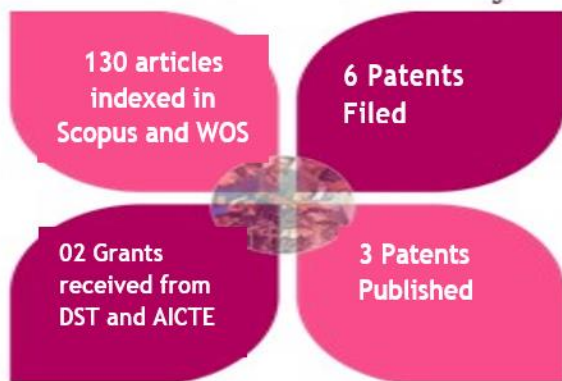 130 articles
indexed in
Scopus and WOS
6 Patents
Filed
02 Grants
received from
DST and AICTE
3 Patents
Published